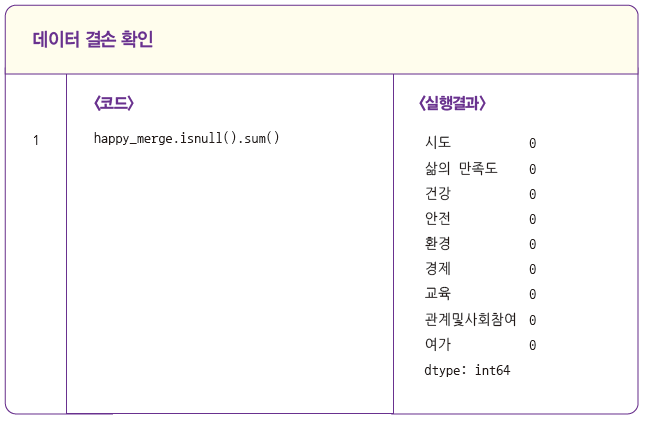 데이터 결손 확인
<코드>
1 happy_merge.isnull().sum()
<실행결과>
시도 0
삶의 만족도 0
건강 0
안전 0
환경 0
경제 0
교육 0
관계및사회참여 0
여가 0
dtype: int64